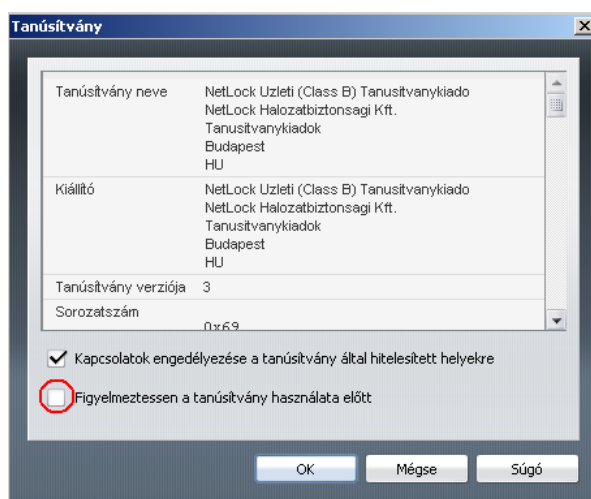 Tanúsítvány
Tanúsítvány neve
NetLock Uzleti (Class B) Tanusitvanykiado
NetLock Halozatbiztonsagi Kft.
Tanusitvanykiadok
Budapest
HU
Kiállító
NetLock Uzleti (Class B) Tanusitvanykiado
NetLock Halozatbiztonsagi Kft.
Tanusitvanykiadok
Budapest
HU
Tanúsítvány verziója 3
Sorozatszám
0x69
Kapcsolatok engedélyezése a tanúsítvány által hitelesített helyekre
Figyelmeztessen a tanúsítvány használata előtt
OK Mégse Súgó